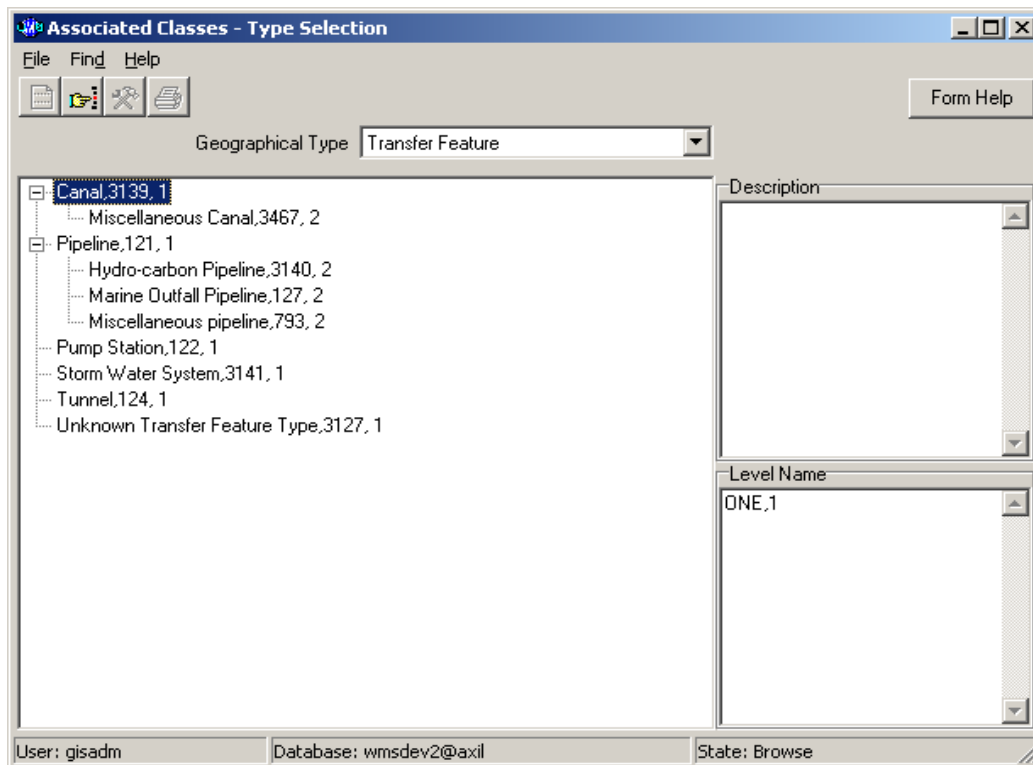 Associated Classes - Type Selection
File Find Help
Form Help
Geographical Type Transfer Feature
Canal,3139, 1
Miscellaneous Canal,3467, 2
Pipeline,121, 1
Hydro-carbon Pipeline,3140, 2
Marine Outfall Pipeline,127, 2
Miscellaneous pipeline,793, 2
Pump Station,122, 1
Storm Water System,3141, 1
Tunnel,124, 1
Unknown Transfer Feature Type,3127, 1
Description
Level Name
ONE,1
User: gisadm Database: wmsdev2@axil State: Browse